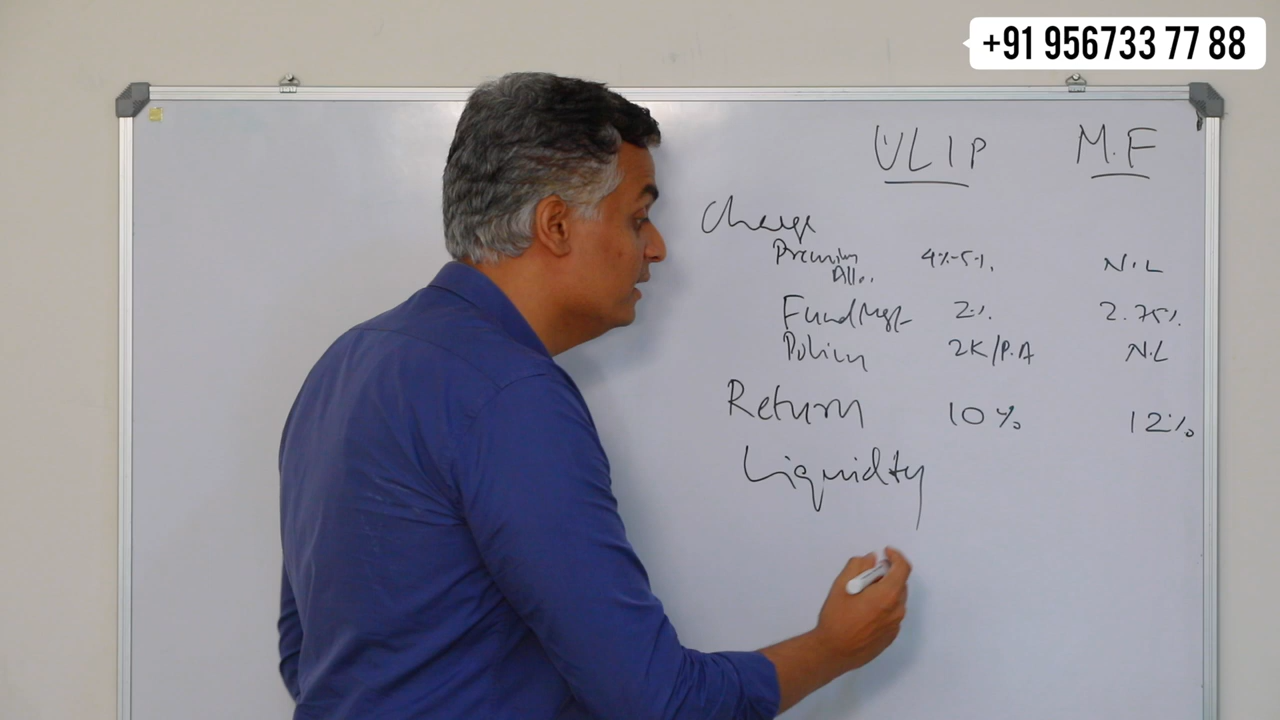 +91 956733 77 88
ULIP M.F
Charge
Premium 4%-5%. NIL
Allo..
Fund Mgt 2%. 2.75%.
Policy 2K/P.A NIL
Return 10% 12%
Liquidity